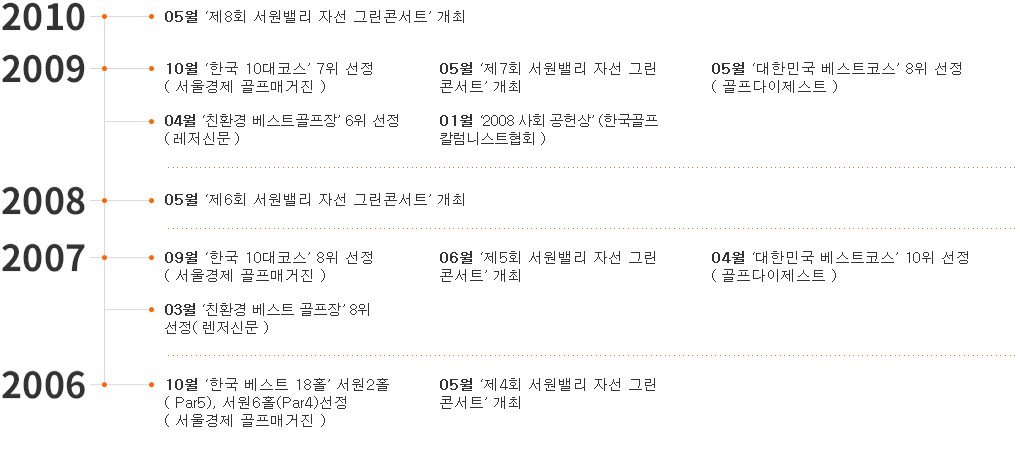 2010
05월 ‘제8회 서원밸리 자선 그린콘서트’ 개최
2009
10월 ‘한국 10대코스’ 7위 선정
( 서울경제 골프매거진 )
05월 ‘제7회 서원밸리 자선 그린
콘서트’ 개최
05월 ‘대한민국 베스트코스’ 8위 선정
( 골프다이제스트 )
04월 ‘친환경 베스트골프장’ 6위 선정
( 레저신문 )
01월 ‘2008 사회 공헌상’ (한국골프
칼럼니스트협회 )
2008
05월 ‘제6회 서원밸리 자선 그린콘서트’ 개최
2007
09월 ‘한국 10대코스’ 8위 선정
( 서울경제 골프매거진 )
06월 ‘제5회 서원밸리 자선 그린
콘서트’ 개최
04월 ‘대한민국 베스트코스’ 10위 선정
( 골프다이제스트 )
03월 ‘친환경 베스트 골프장’ 8위
선정( 렌저신문 )
2006
10월 ‘한국 베스트 18홀’ 서원2홀
( Par5), 서원6홀(Par4)선정
( 서울경제 골프매거진 )
05월 ‘제4회 서원밸리 자선 그린
콘서트’ 개최